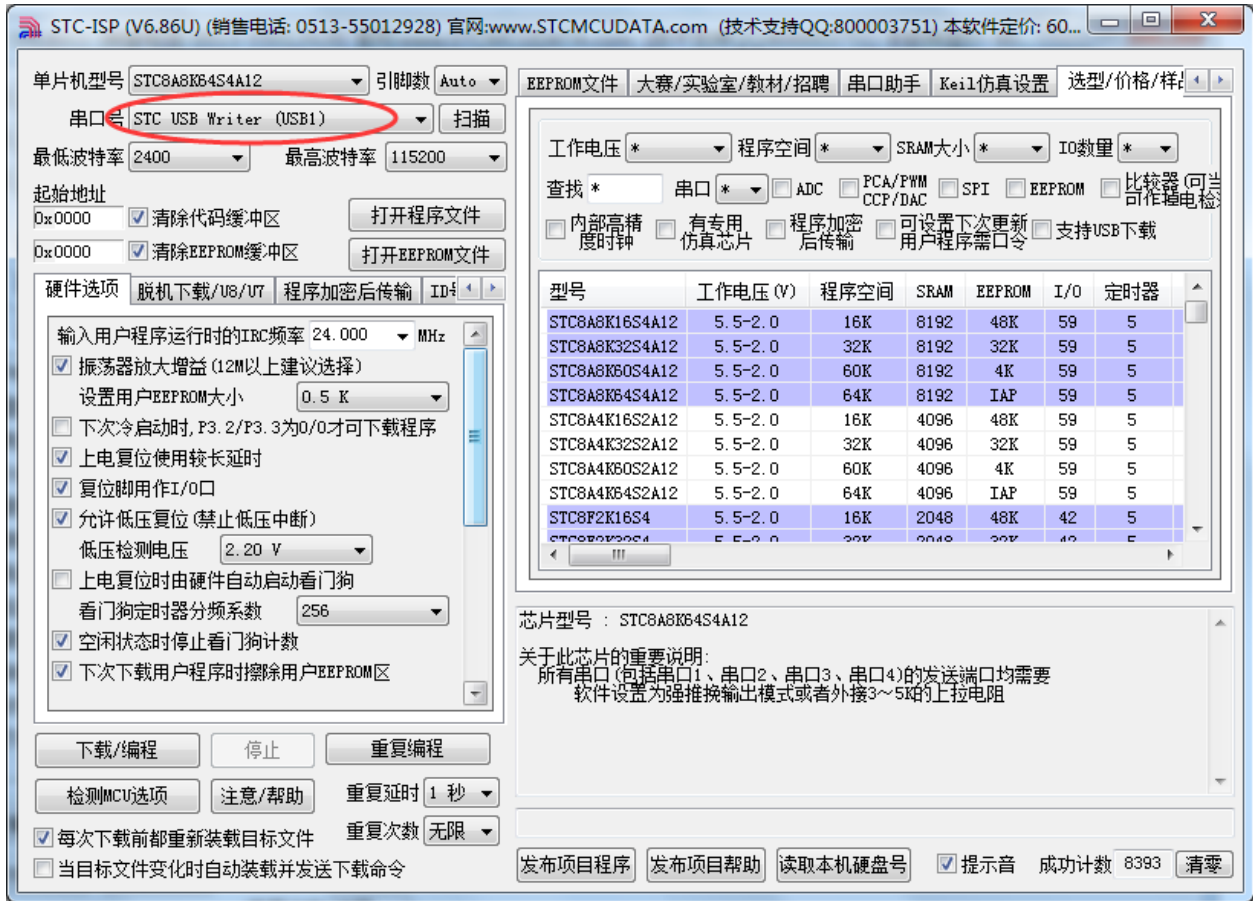 STC-ISP (V6.86U) (销售电话: 0513-55012928) 官网:www.STCMCUDATA.com (技术支持QQ:800003751) 本软件定价: 60...
单片机型号 STC8A8K64S4A12 引脚数 Auto
串口号 STC USB Writer (USB1) 扫描
最低波特率 2400 最高波特率 115200
起始地址
0x0000 清除代码缓冲区 打开程序文件
0x0000 清除EEPROM缓冲区 打开EEPROM文件
硬件选项 脱机下载/U8/U7 程序加密后传输
输入用户程序运行时的IRC频率 24.000 MHz
振荡器放大增益(12M以上建议选择)
设置用户EEPROM大小 0.5 K
下次冷启动时,P3.2/P3.3为0/0才可下载程序
上电复位使用较长延时
复位脚用作I/O口
允许低压复位(禁止低压中断)
低压检测电压 2.20 V
上电复位时由硬件自动启动看门狗
看门狗定时器分频系数 256
空闲状态时停止看门狗计数
下次下载用户程序时擦除用户EEPROM区
下载/编程 停止 重复编程
检测MCU选项 注意/帮助 重复延时 1 秒
每次下载前都重新装载目标文件 重复次数 无限
当目标文件变化时自动装载并发送下载命令
EEPROM文件 大赛/实验室/教材/招聘 串口助手 Keil仿真设置 选型/价格/样
工作电压 * 程序空间 * SRAM大小 * IO数量 *
查找 * 串口 * ADC PCA/PWM CCP/DAC SPI EEPROM 比较器(可当可作掉电检
内部高精度时钟 有专用仿真芯片 程序加密后传输 可设置下次更新用户程序需口令 支持USB下载
型号 工作电压(V) 程序空间 SRAM EEPROM I/O 定时器
STC8A8K16S4A12 5.5-2.0 16K 8192 48K 59 5
STC8A8K32S4A12 5.5-2.0 32K 8192 32K 59 5
STC8A8K60S4A12 5.5-2.0 60K 8192 4K 59 5
STC8A8K64S4A12 5.5-2.0 64K 8192 IAP 59 5
STC8A4K16S2A12 5.5-2.0 16K 4096 48K 59 5
STC8A4K32S2A12 5.5-2.0 32K 4096 32K 59 5
STC8A4K60S2A12 5.5-2.0 60K 4096 4K 59 5
STC8A4K64S2A12 5.5-2.0 64K 4096 IAP 59 5
STC8F2K16S4 5.5-2.0 16K 2048 48K 42 5
STC8F2K32S4 5.5-2.0 32K 2048 32K 42 5
芯片型号 : STC8A8K64S4A12
关于此芯片的重要说明:
所有串口(包括串口1、串口2、串口3、串口4)的发送端口均需要
软件设置为强推挽输出模式或者外接3～5K的上拉电阻
发布项目程序 发布项目帮助 读取本机硬盘号 提示音 成功计数 8393 清零